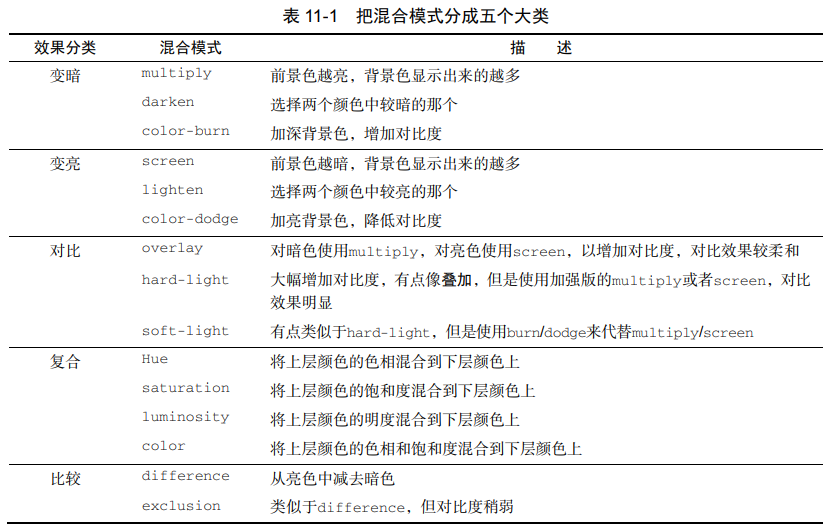 表 11-1 把混合模式分成五个大类
效果分类 混合模式 描 述
变暗 multiply 前景色越亮，背景色显示出来的越多
darken 选择两个颜色中较暗的那个
color-burn 加深背景色，增加对比度
变亮 screen 前景色越暗，背景色显示出来的越多
lighten 选择两个颜色中较亮的那个
color-dodge 加亮背景色，降低对比度
对比 overlay 对暗色使用multiply，对亮色使用screen，以增加对比度，对比效果较柔和
hard-light 大幅增加对比度，有点像叠加，但是使用加强版的multiply或者screen，对比
效果明显
soft-light 有点类似于hard-light，但是使用burn/dodge来代替multiply/screen
复合 Hue 将上层颜色的色相混合到下层颜色上
saturation 将上层颜色的饱和度混合到下层颜色上
luminosity 将上层颜色的明度混合到下层颜色上
color 将上层颜色的色相和饱和度混合到下层颜色上
比较 difference 从亮色中减去暗色
exclusion 类似于difference，但对比度稍弱